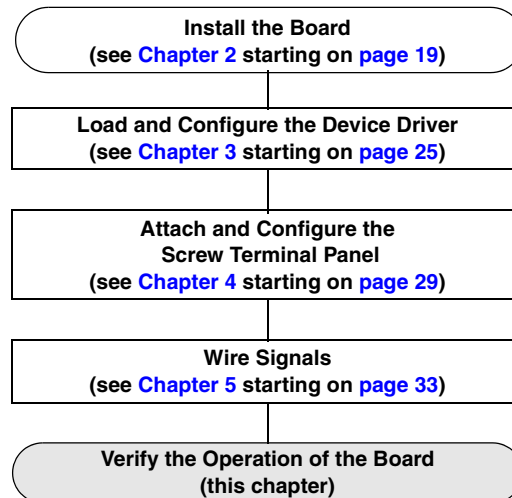 Install the Board
(see Chapter 2 starting on page 19)
Load and Configure the Device Driver
(see Chapter 3 starting on page 25)
Attach and Configure the
Screw Terminal Panel
(see Chapter 4 starting on page 29)
Wire Signals
(see Chapter 5 starting on page 33)
Verify the Operation of the Board
(this chapter)